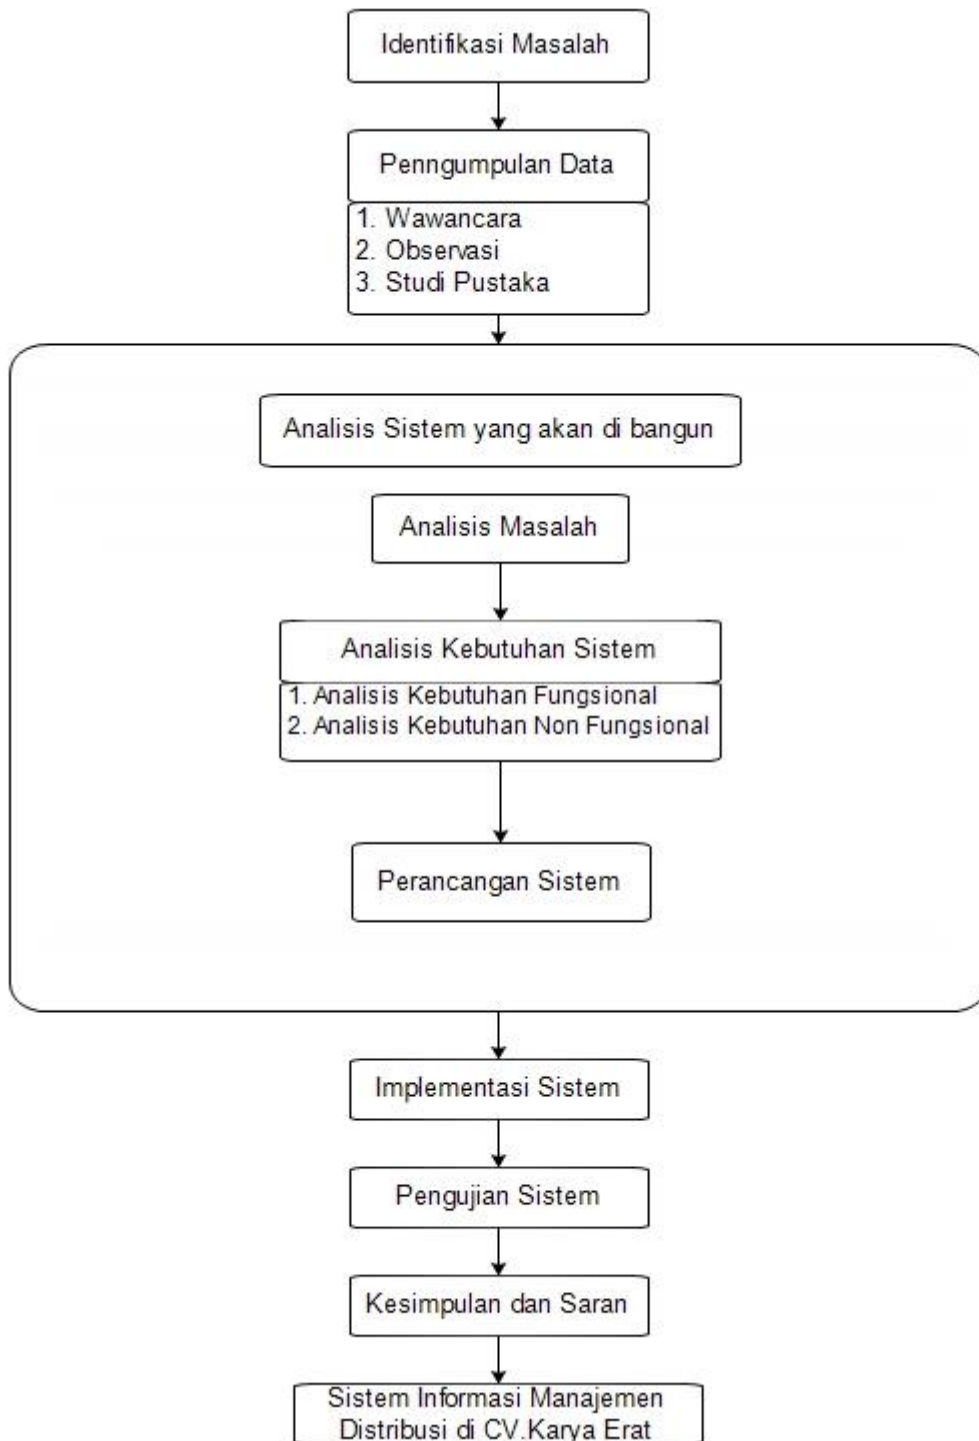 Identifikasi Masalah
Penngumpulan Data
1. Wawancara
2. Observasi
3. Studi Pustaka
Analisis Sistem yang akan di bangun
Analisis Masalah
Analisis Kebutuhan Sistem
1. Analisis Kebutuhan Fungsional
2. Analisis Kebutuhan Non Fungsional
Perancangan Sistem
Implementasi Sistem
Pengujian Sistem
Kesimpulan dan Saran
Sistem Informasi Manajemen
Distribusi di CV.Karya Erat